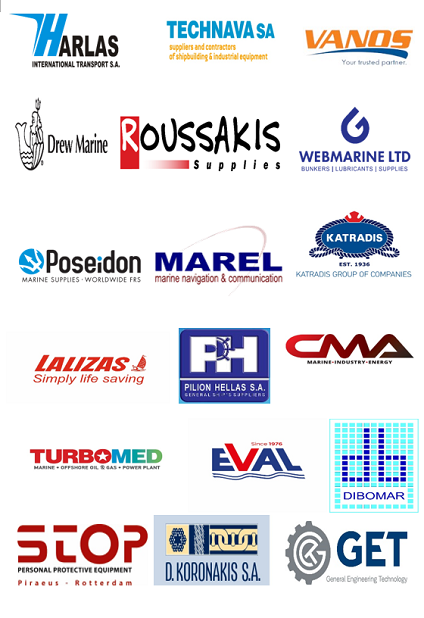 HARLAS
INTERNATIONAL TRANSPORT S.A.
TECHNAVA SA
suppliers and contractors
of shipbuilding & industrial equipment
VANOS
Your trusted partner.
Drew Marine
ROUSSAKIS
Supplies
WEBMARINE LTD
BUNKERS | LUBRICANTS | SUPPLIES
Poseidon
MARINE SUPPLIES · WORLDWIDE FRS
MAREL
marine navigation & communication
KATRADIS
EST. 1936
KATRADIS GROUP OF COMPANIES
LALIZAS
Simply life saving
PH
PILION HELLAS S.A.
GENERAL SHIP'S SUPPLIERS
CMA
MARINE-INDUSTRY-ENERGY
TURBOMED
MARINE • OFFSHORE OIL & GAS • POWER PLANT
Since 1976
EVAL
db
DIBOMAR
STOP
PERSONAL PROTECTIVE EQUIPMENT
Piraeus - Rotterdam
D. KORONAKIS S.A.
GET
General Engineering Technology